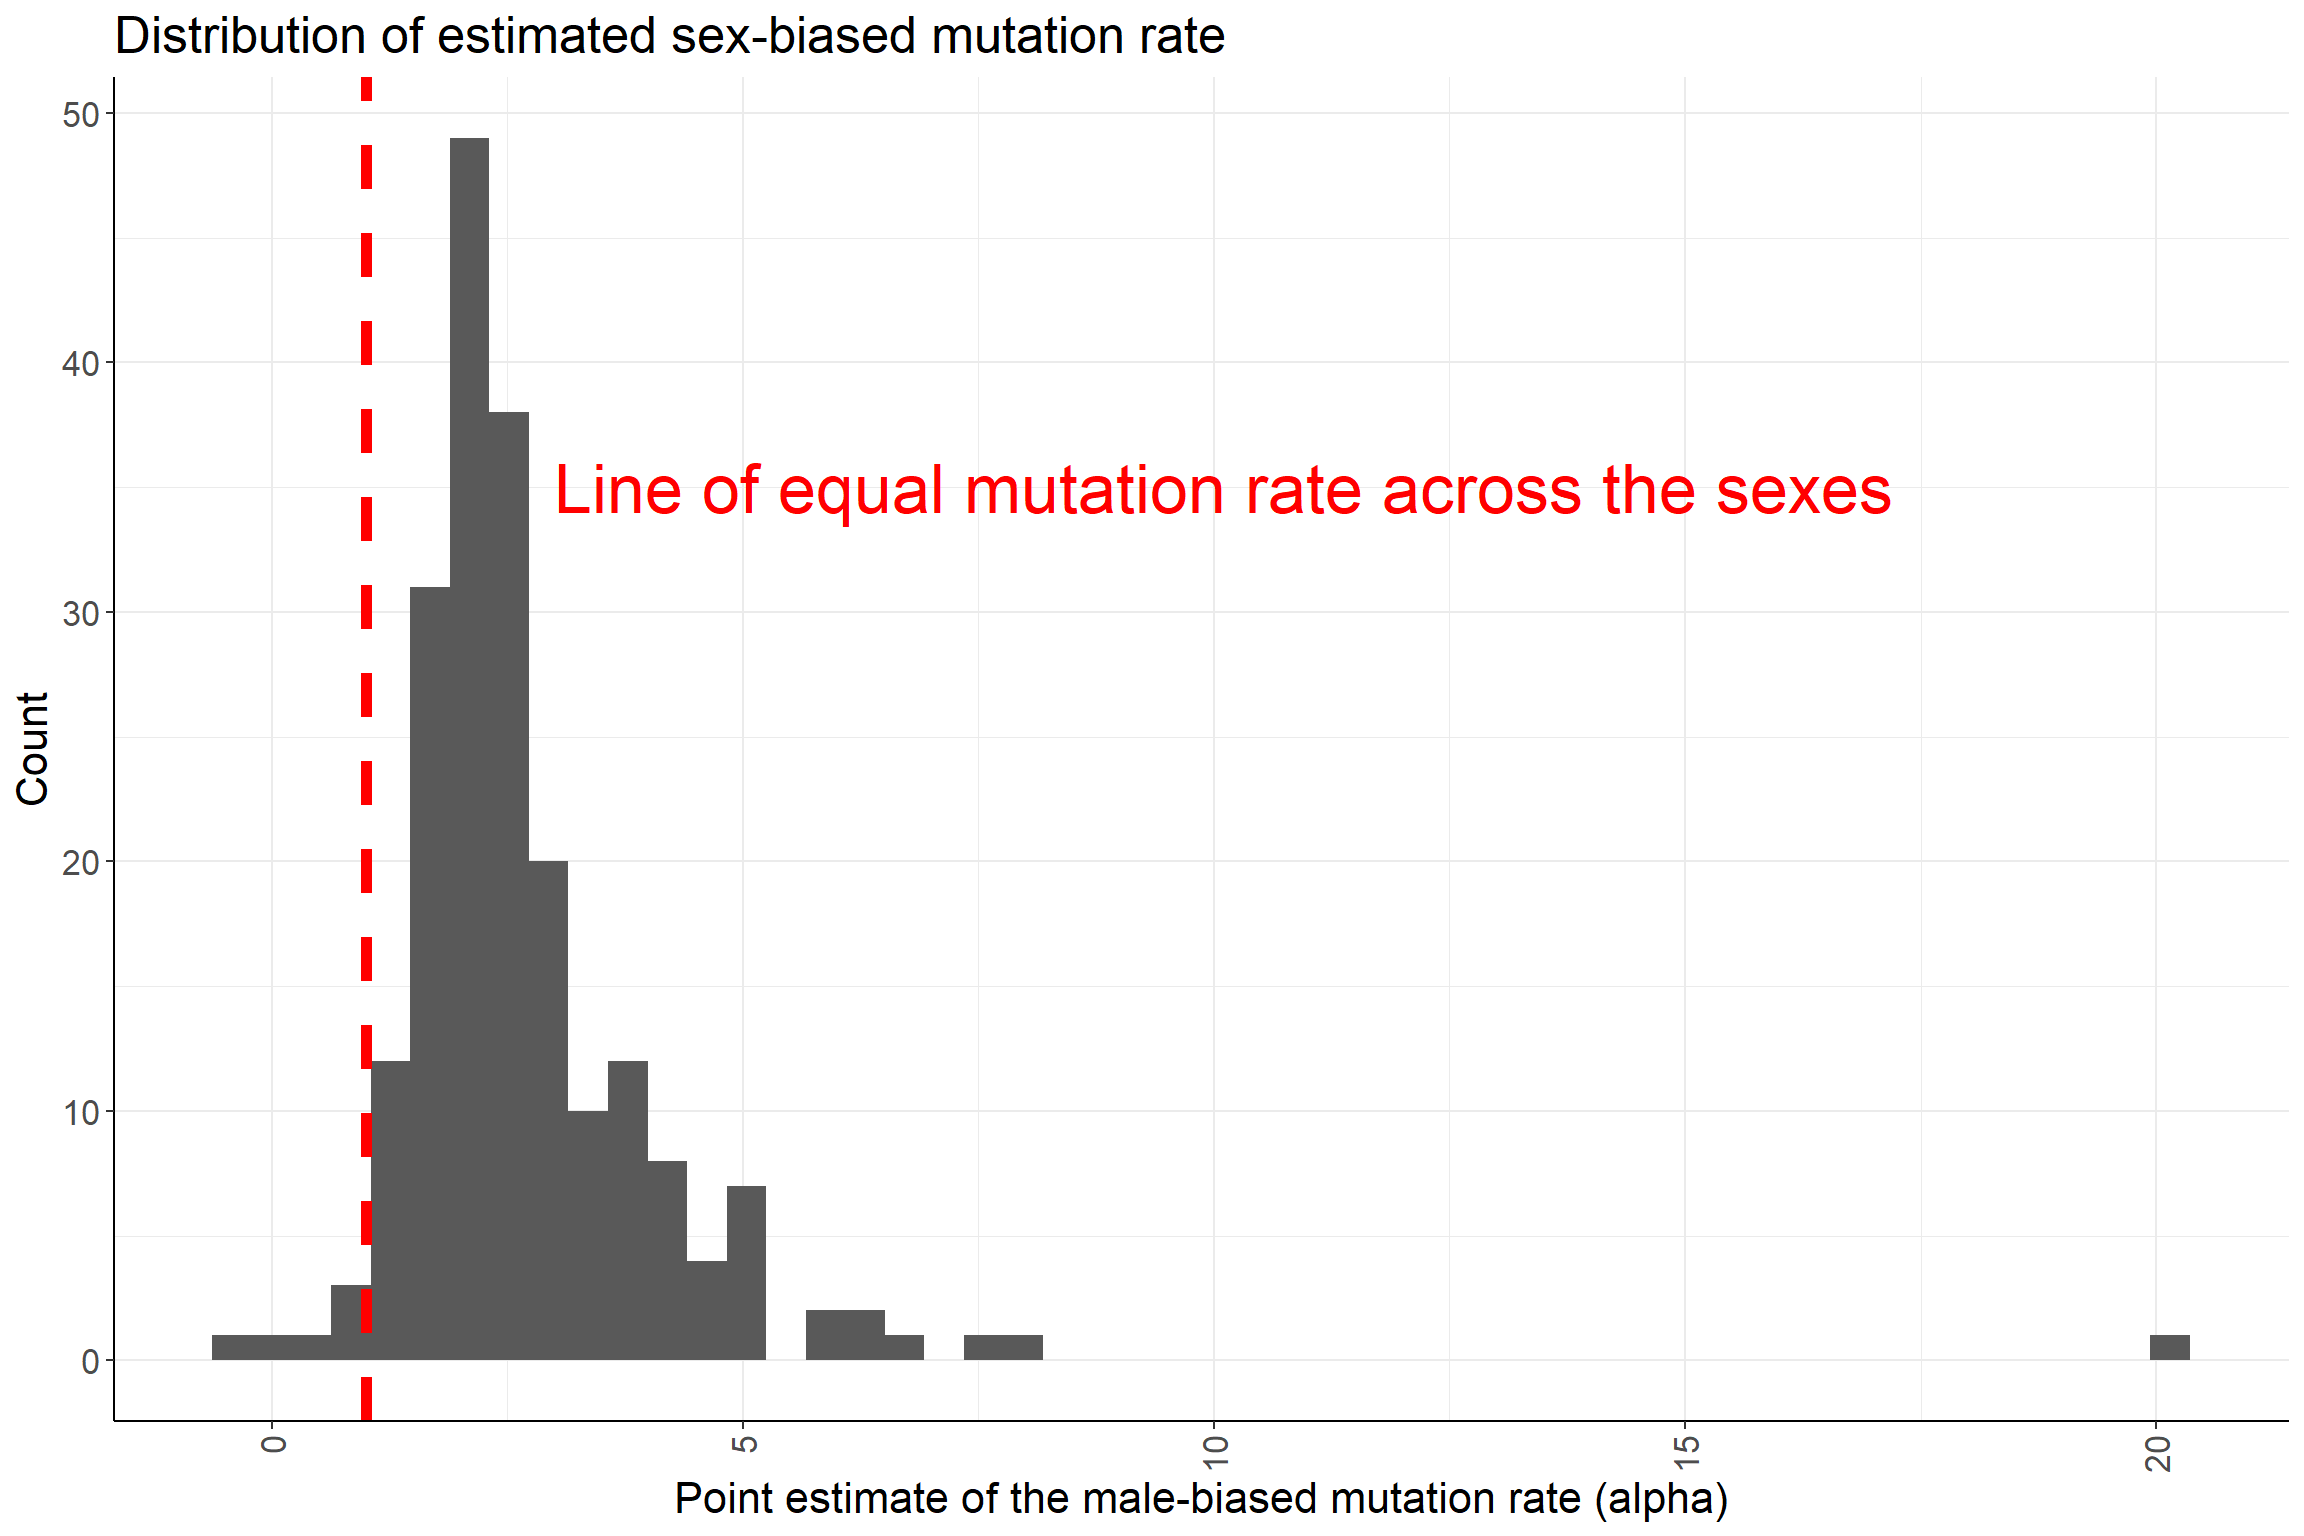 Distribution of estimated sex-biased mutation rate
50
40
30
20
10
0
Count
Line of equal mutation rate across the sexes
0
5
10
15
20
Point estimate of the male-biased mutation rate (alpha)